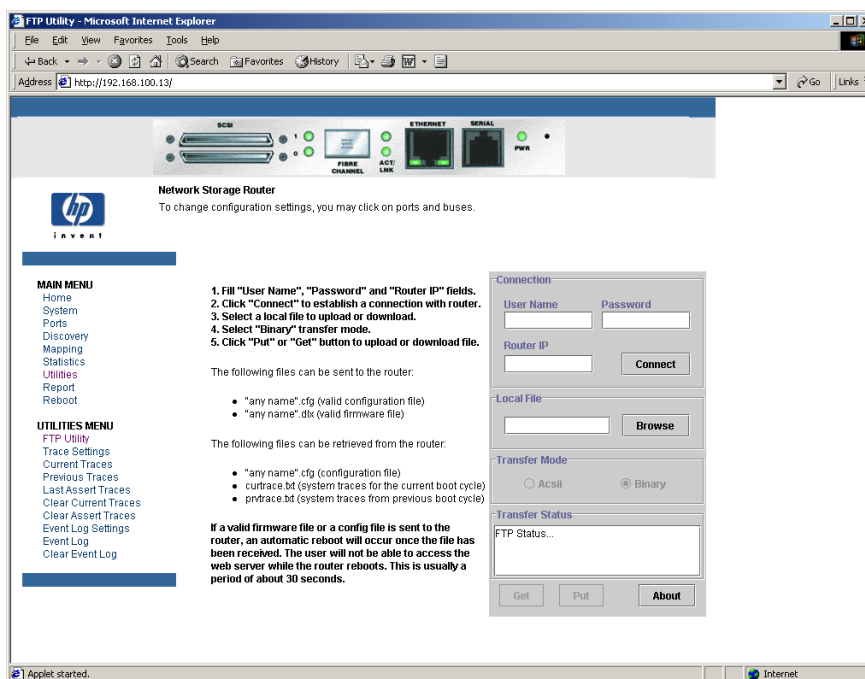 FTP Utility - Microsoft Internet Explorer
File Edit View Favorites Tools Help
Back Search Favorites History
Address http://192.168.100.13/ Go Links
SCSI
1
0
FIBRE CHANNEL
ACT/ LNK
ETHERNET
SERIAL
PWR
hp
invent
Network Storage Router
To change configuration settings, you may click on ports and buses.
MAIN MENU
Home
System
Ports
Discovery
Mapping
Statistics
Utilities
Report
Reboot
UTILITIES MENU
FTP Utility
Trace Settings
Current Traces
Previous Traces
Last Assert Traces
Clear Current Traces
Clear Assert Traces
Event Log Settings
Event Log
Clear Event Log
1. Fill "User Name", "Password" and "Router IP" fields.
2. Click "Connect" to establish a connection with router.
3. Select a local file to upload or download.
4. Select "Binary" transfer mode.
5. Click "Put" or "Get" button to upload or download file.
The following files can be sent to the router:
"any name".cfg (valid configuration file)
"any name".dlx (valid firmware file)
The following files can be retrieved from the router:
"any name".cfg (configuration file)
curtrace.txt (system traces for the current boot cycle)
prvtrace.txt (system traces from previous boot cycle)
If a valid firmware file or a config file is sent to the
router, an automatic reboot will occur once the file has
been received. The user will not be able to access the
web server while the router reboots. This is usually a
period of about 30 seconds.
Connection
User Name Password
Router IP
Connect
Local File
Browse
Transfer Mode
Acsii Binary
Transfer Status
FTP Status...
Get Put About
Applet started. Internet